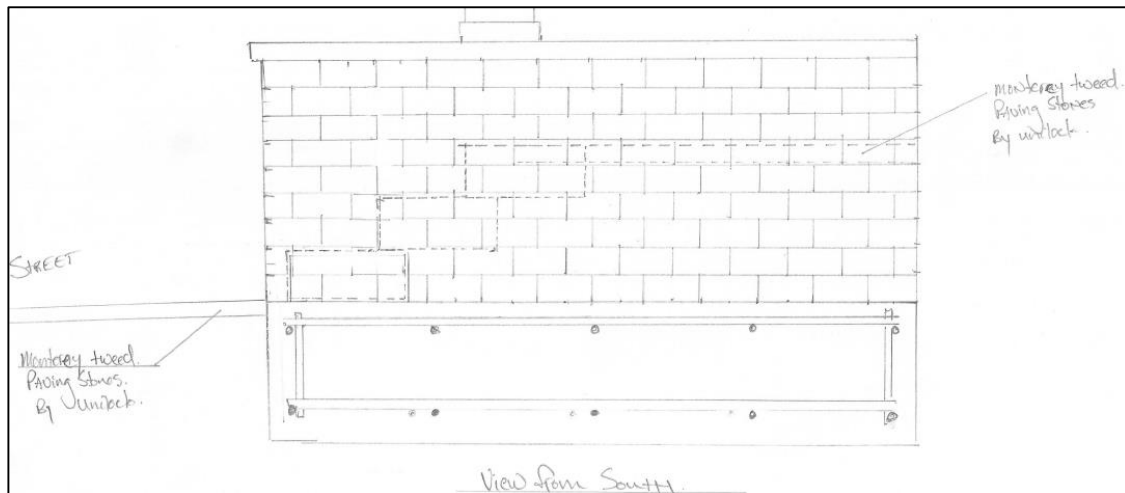 Monterey tweed.
Paving Stones
By unilock.
STREET
Monterey tweed.
Paving Stones.
By Unilock.
View from South.